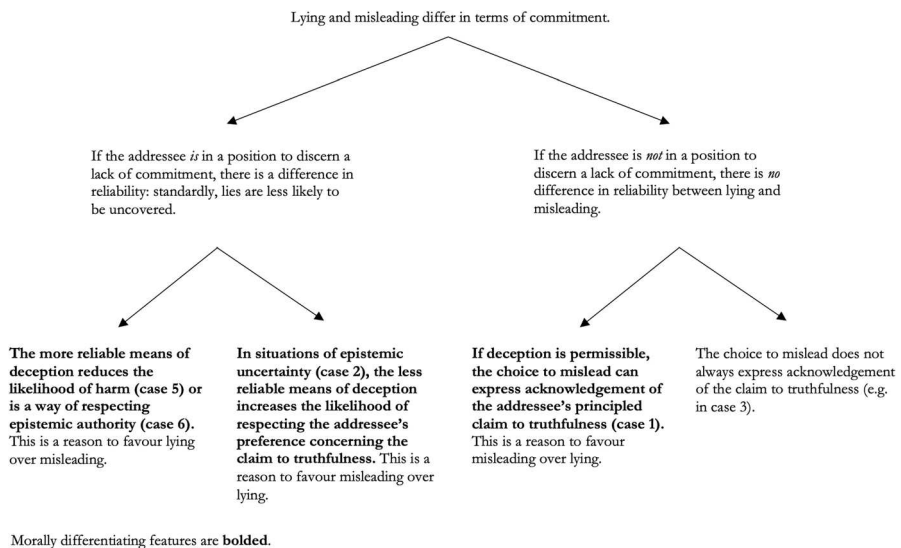 Lying and misleading differ in terms of commitment.
If the addressee is in a position to discern a
lack of commitment, there is a difference in
reliability: standardly, lies are less likely to
be uncovered.
If the addressee is not in a position to
discern a lack of commitment, there is no
difference in reliability between lying and
misleading.
The more reliable means of
deception reduces the
likelihood of harm (case 5) or
is a way of respecting
epistemic authority (case 6).
This is a reason to favour lying
over misleading.
In situations of epistemic
uncertainty (case 2), the less
reliable means of deception
increases the likelihood of
respecting the addressee's
preference concerning the
claim to truthfulness. This is a
reason to favour misleading over
lying.
If deception is permissible,
the choice to mislead can
express acknowledgement of
the addressee's principled
claim to truthfulness (case 1).
This is a reason to favour
misleading over lying.
The choice to mislead does not
always express acknowledgement
of the claim to truthfulness (e.g.
in case 3).
Morally differentiating features are bolded.